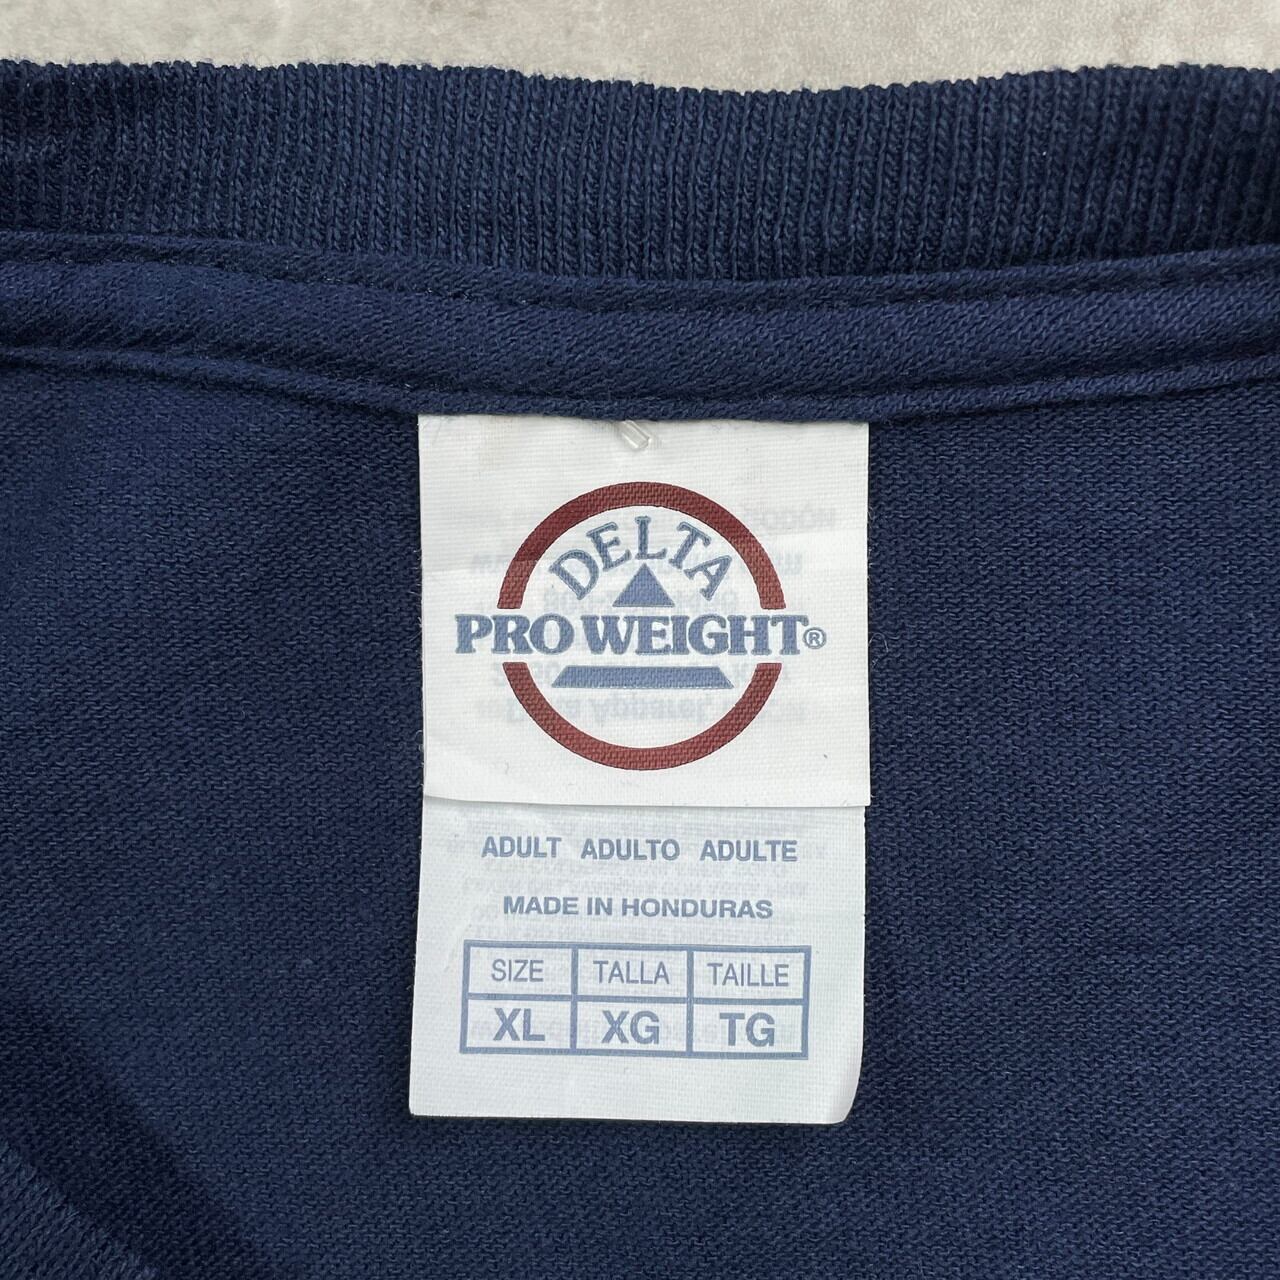 DELTA
PRO WEIGHT®
ADULT ADULTO ADULTE
MADE IN HONDURAS
SIZE TALLA TAILLE
XL XG TG